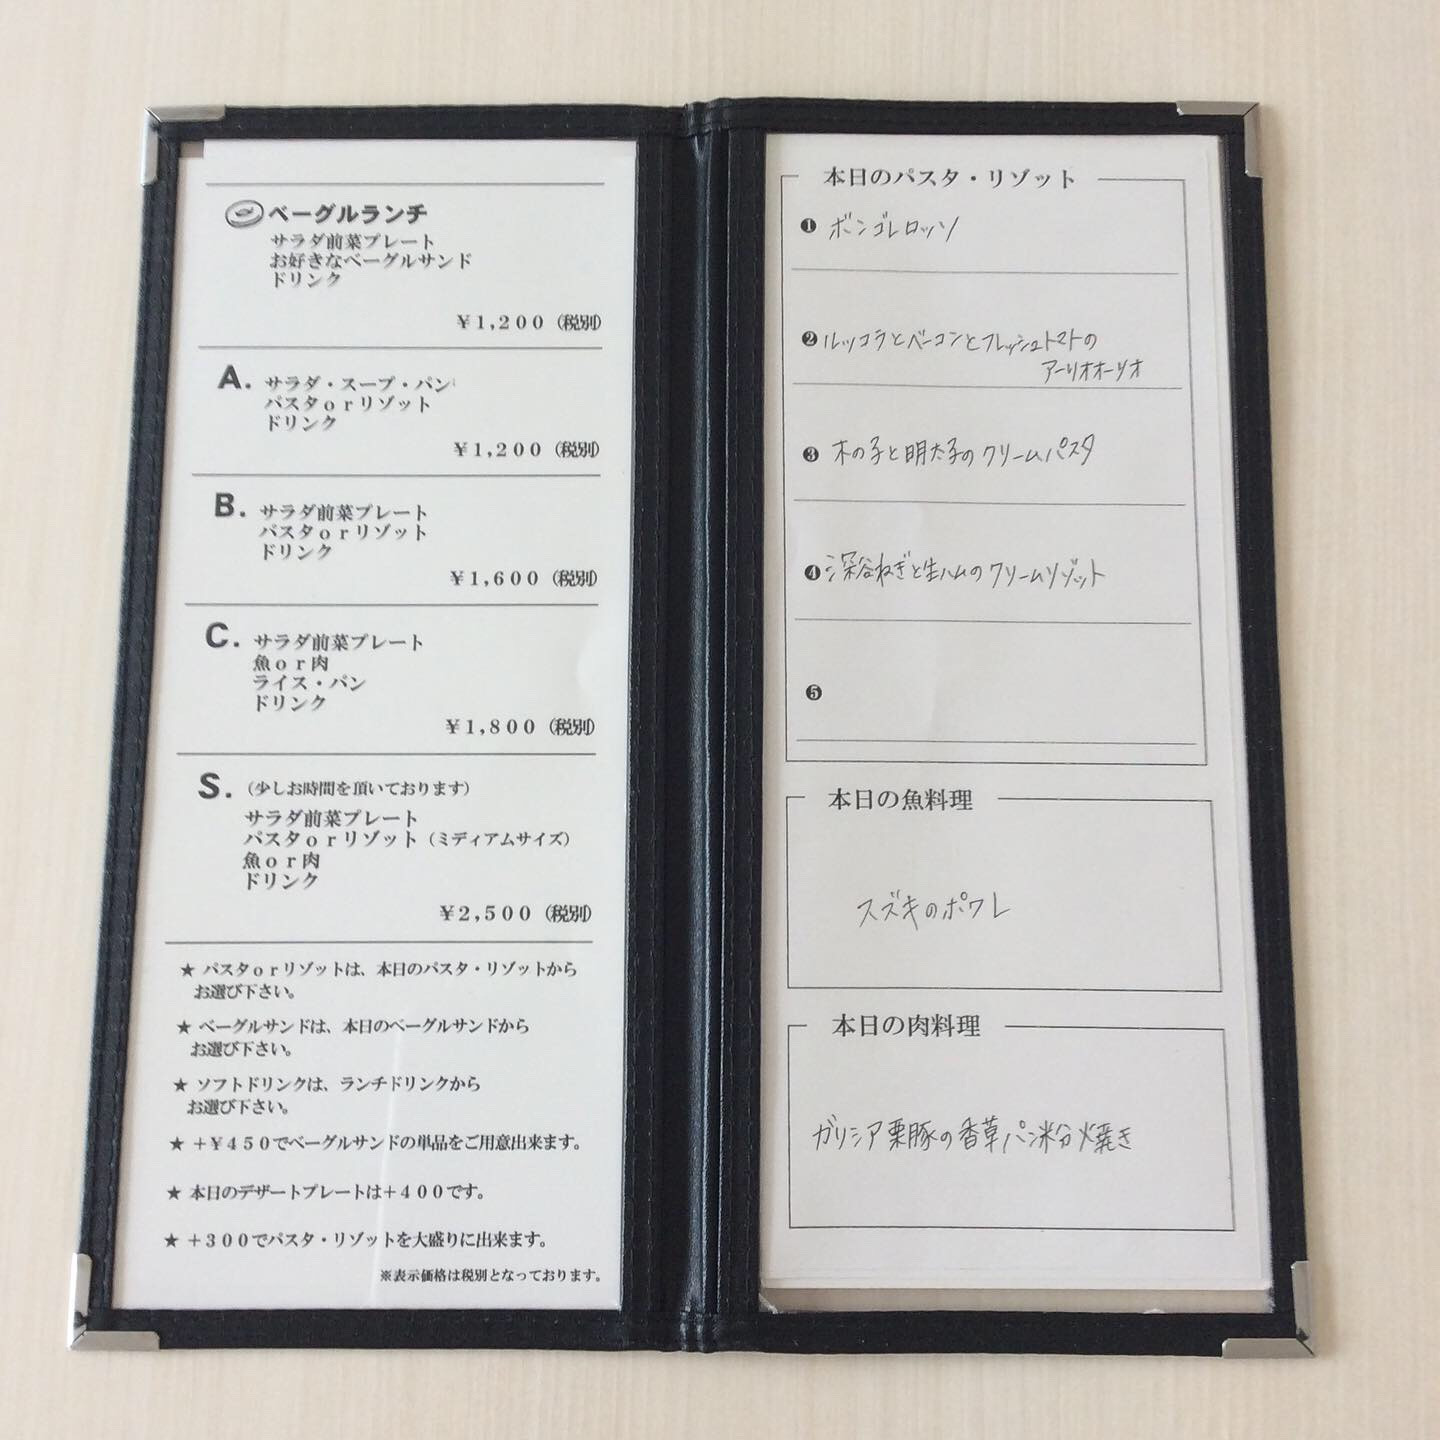 ベーグルランチ
サラダ前菜プレート
お好きなベーグルサンド
ドリンク
¥1,200（税別）
A. サラダ・スープ・パン
パスタorリゾット
ドリンク
¥1,200（税別）
B. サラダ前菜プレート
パスタorリゾット
ドリンク
¥1,600（税別）
C. サラダ前菜プレート
魚or肉
ライス・パン
ドリンク
¥1,800（税別）
S.（少しお時間を頂いております）
サラダ前菜プレート
パスタorリゾット（ミディアムサイズ）
魚or肉
ドリンク
¥2,500（税別）
★ パスタorリゾットは、本日のパスタ・リゾットから
お選び下さい。
★ ベーグルサンドは、本日のベーグルサンドから
お選び下さい。
★ ソフトドリンクは、ランチドリンクから
お選び下さい。
★ +¥450でベーグルサンドの単品をご用意出来ます。
★ 本日のデザートプレートは+400です。
★ +300でパスタ・リゾットを大盛りに出来ます。
※表示価格は税別となっております。
本日のパスタ・リゾット
❶ ボンゴレロッソ
❷ ルッコラとベーコンとフレッシュトマトの
アーリオオーリオ
❸ 木の子と明太子のクリームパスタ
❹ 深谷ねぎと生ハムのクリームリゾット
❺
本日の魚料理
スズキのポワレ
本日の肉料理
ガリシア栗豚の香草パン粉焼き